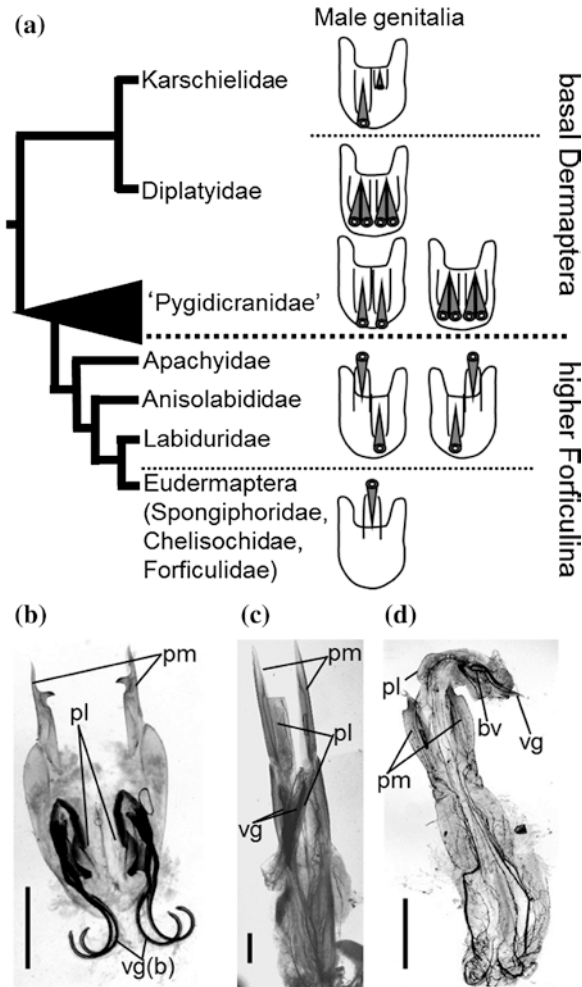 (a)
Male genitalia
Karschielidae
Diplatyidae
'Pygidicranidae'
basal Dermaptera
Apachyidae
Anisolabididae
Labiduridae
Eudermaptera
(Spongiphoridae,
Chelisochidae,
Forficulidae)
higher Forficulina
(b)
pm
pl
vg(b)
(c)
pm
pl
vg
(d)
pl
bv
vg
pm